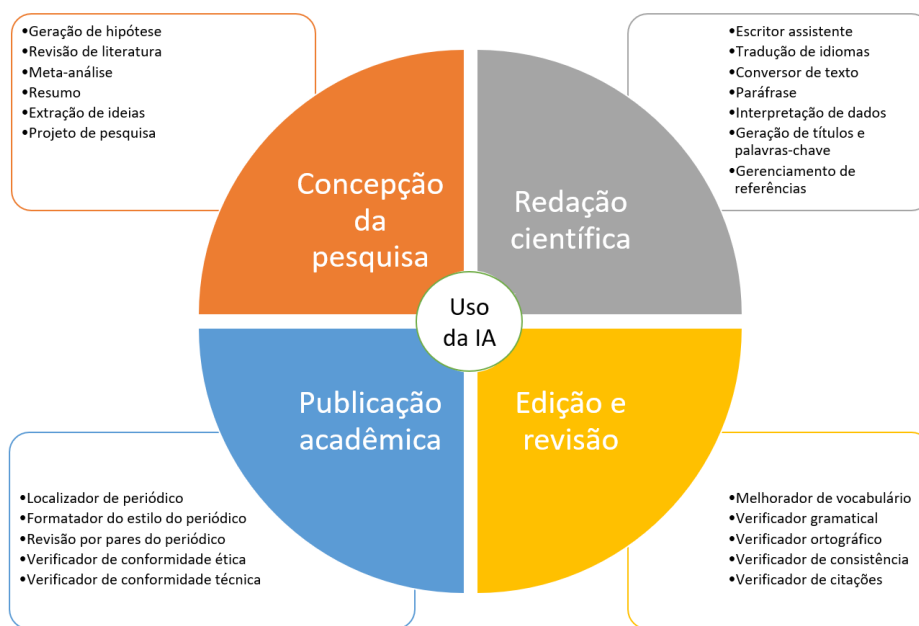 •Geração de hipótese
•Revisão de literatura
•Meta-análise
•Resumo
•Extração de ideias
•Projeto de pesquisa
•Escritor assistente
•Tradução de idiomas
•Conversor de texto
•Paráfrase
•Interpretação de dados
•Geração de títulos e
palavras-chave
•Gerenciamento de
referências
Concepção
da
pesquisa
Redação
científica
Uso
da IA
Publicação
acadêmica
Edição e
revisão
•Localizador de periódico
•Formatador do estilo do periódico
•Revisão por pares do periódico
•Verificador de conformidade ética
•Verificador de conformidade técnica
•Melhorador de vocabulário
•Verificador gramatical
•Verificador ortográfico
•Verificador de consistência
•Verificador de citações